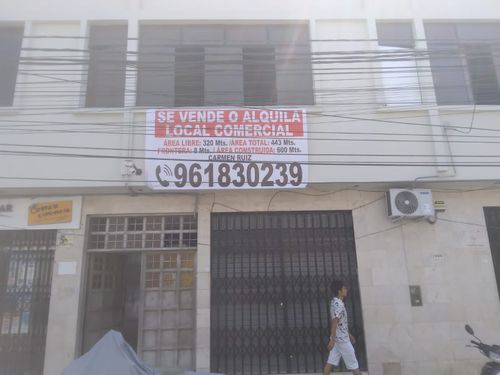 SE VENDE O ALQUILA
LOCAL COMERCIAL
AREA LIBRE: 320 Mts. /AREA TOTAL: 443 Mts.
FRONTERA: 8 Mts. / AREA CONSTRUIDA: 600 Mts.
CARMEN RUIZ
961830239